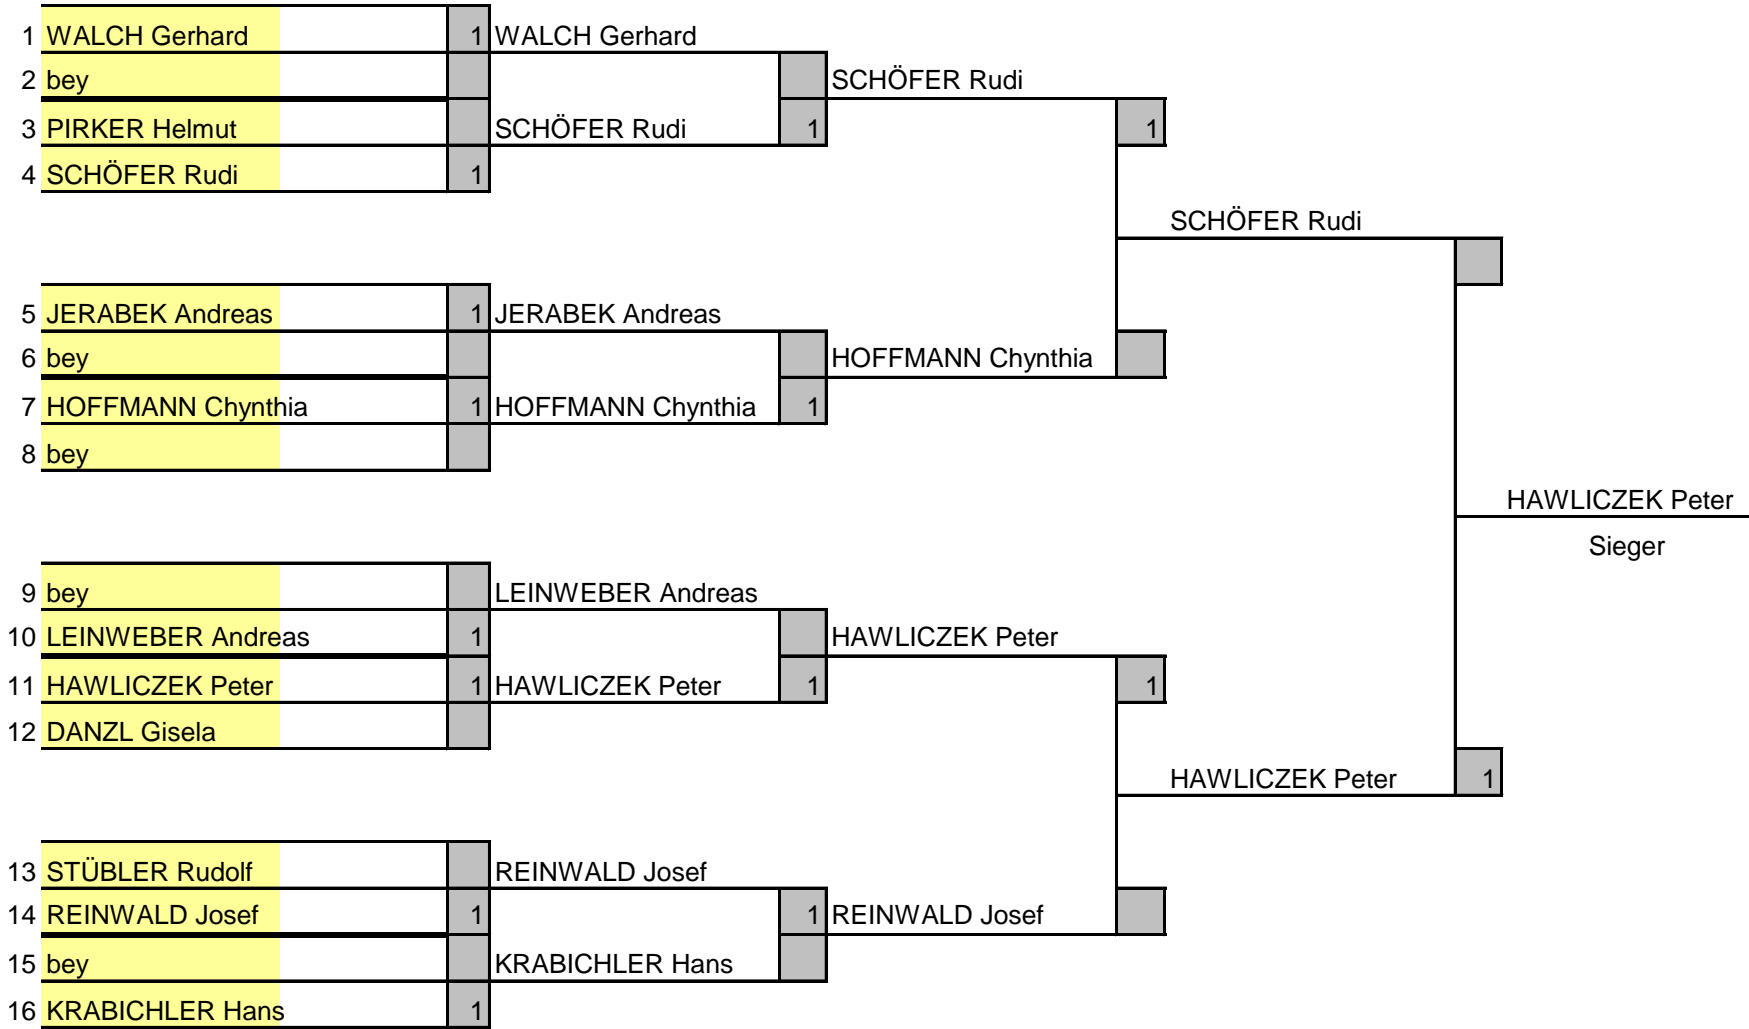 1 WALCH Gerhard 1 WALCH Gerhard
2 bey SCHÖFER Rudi
3 PIRKER Helmut SCHÖFER Rudi 1 1
4 SCHÖFER Rudi 1
SCHÖFER Rudi
5 JERABEK Andreas 1 JERABEK Andreas
6 bey HOFFMANN Chynthia
7 HOFFMANN Chynthia 1 HOFFMANN Chynthia 1
8 bey
HAWLICZEK Peter
Sieger
9 bey LEINWEBER Andreas
10 LEINWEBER Andreas 1 HAWLICZEK Peter
11 HAWLICZEK Peter 1 HAWLICZEK Peter 1 1
12 DANZL Gisela
HAWLICZEK Peter 1
13 STÜBLER Rudolf REINWALD Josef
14 REINWALD Josef 1 1 REINWALD Josef
15 bey KRABICHLER Hans
16 KRABICHLER Hans 1